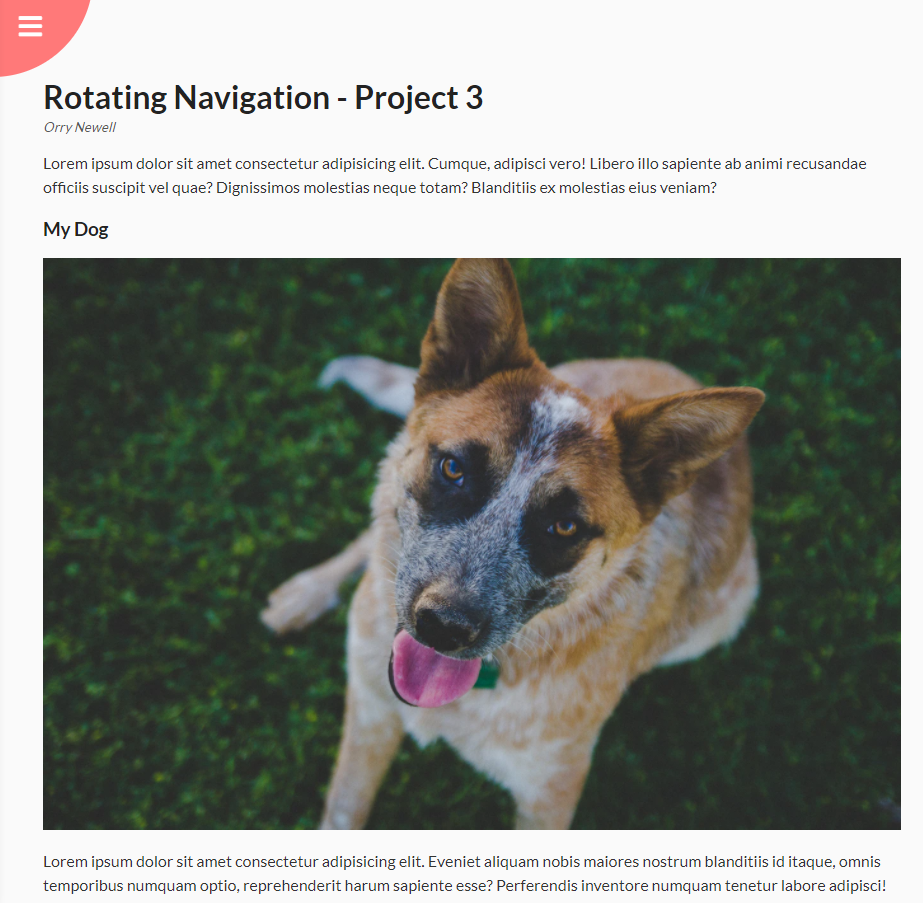 Rotating Navigation - Project 3
Orry Newell
Lorem ipsum dolor sit amet consectetur adipisicing elit. Cumque, adipisci vero! Libero illo sapiente ab animi recusandae
officiis suscipit vel quae? Dignissimos molestias neque totam? Blanditiis ex molestias eius veniam?
My Dog
Lorem ipsum dolor sit amet consectetur adipisicing elit. Eveniet aliquam nobis maiores nostrum blanditiis id itaque, omnis
temporibus numquam optio, reprehenderit harum sapiente esse? Perferendis inventore numquam tenetur labore adipisci!